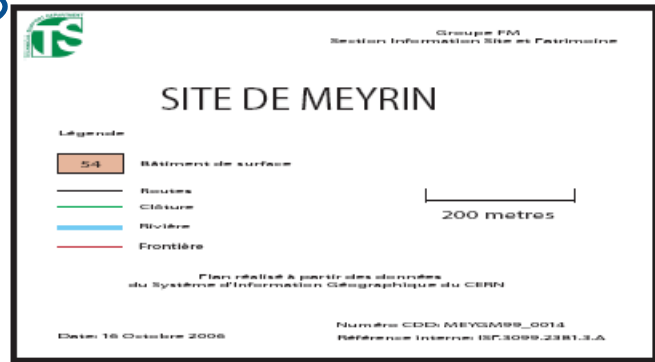 TS
Groupe FM
Section Information Site et Patrimoine
SITE DE MEYRIN
Légende
54 Bâtiment de surface
Routes
Clôture
Rivière
Frontière
200 metres
Plan réalisé à partir des données
du Système d'Information Géographique du CERN
Date: 16 Octobre 2006
Numéro CDD: MEYGM99_0014
Référence interne: ISF.3099.2381.3.A